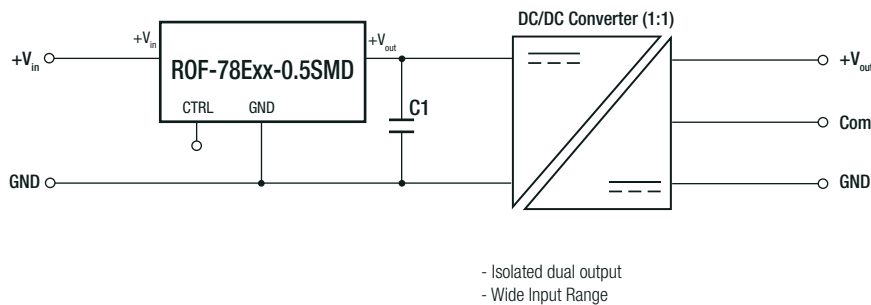 DC/DC Converter (1:1)
+Vin
+Vin
+Vout
ROF-78Exx-0.5SMD
CTRL GND
C1
+Vout
Com
GND
GND
- Isolated dual output
- Wide Input Range